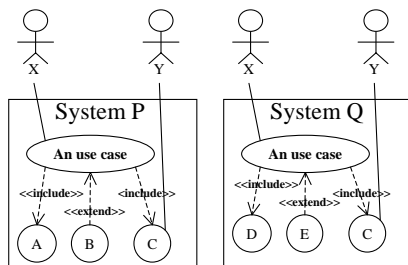 X Y X Y
System P System Q
An use case An use case
<<include>> <<include>> <<include>> <<include>>
<<extend>> <<extend>>
A B C D E C